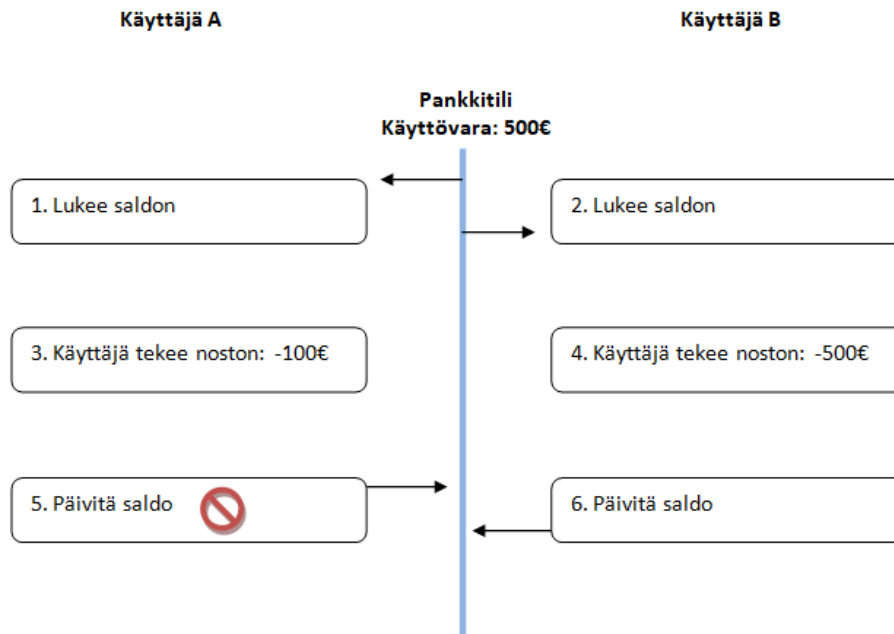 Käyttäjä A
Käyttäjä B
Pankkitili
Käyttövara: 500€
1. Lukee saldon
2. Lukee saldon
3. Käyttäjä tekee noston: -100€
4. Käyttäjä tekee noston: -500€
5. Päivitä saldo
6. Päivitä saldo